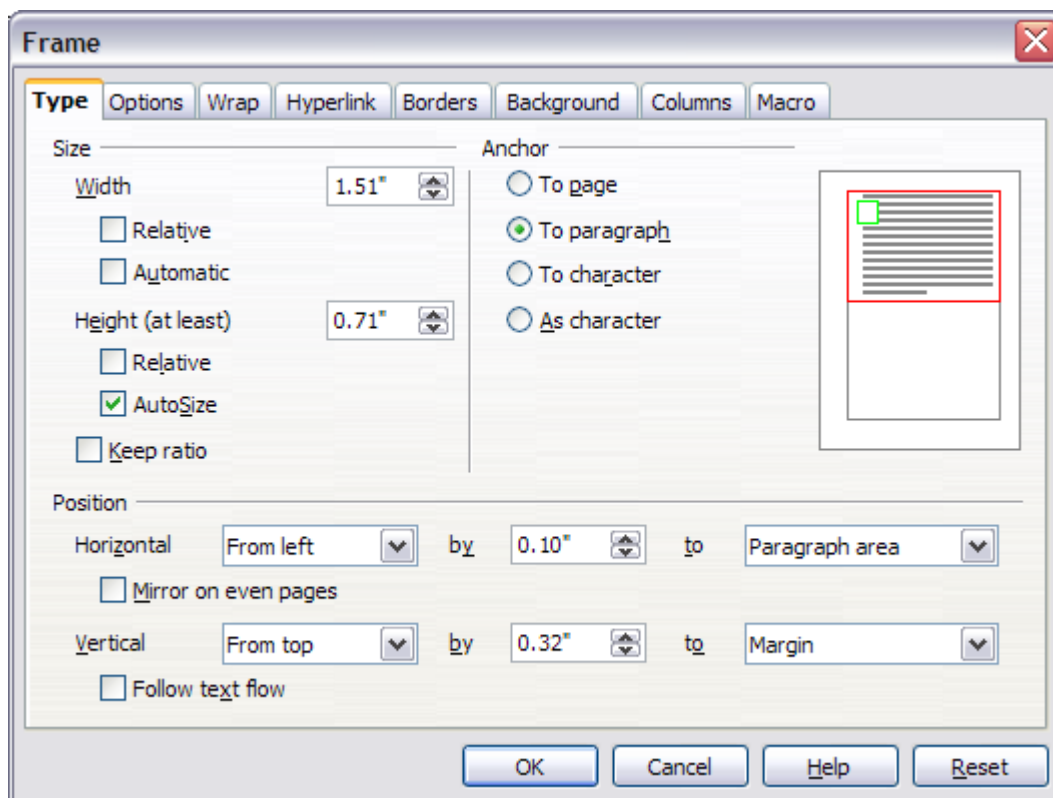 Frame
Type Options Wrap Hyperlink Borders Background Columns Macro
Size Anchor
Width 1.51" To page
Relative To paragraph
Automatic To character
Height (at least) 0.71" As character
Relative
AutoSize
Keep ratio
Position
Horizontal From left by 0.10" to Paragraph area
Mirror on even pages
Vertical From top by 0.32" to Margin
Follow text flow
OK Cancel Help Reset